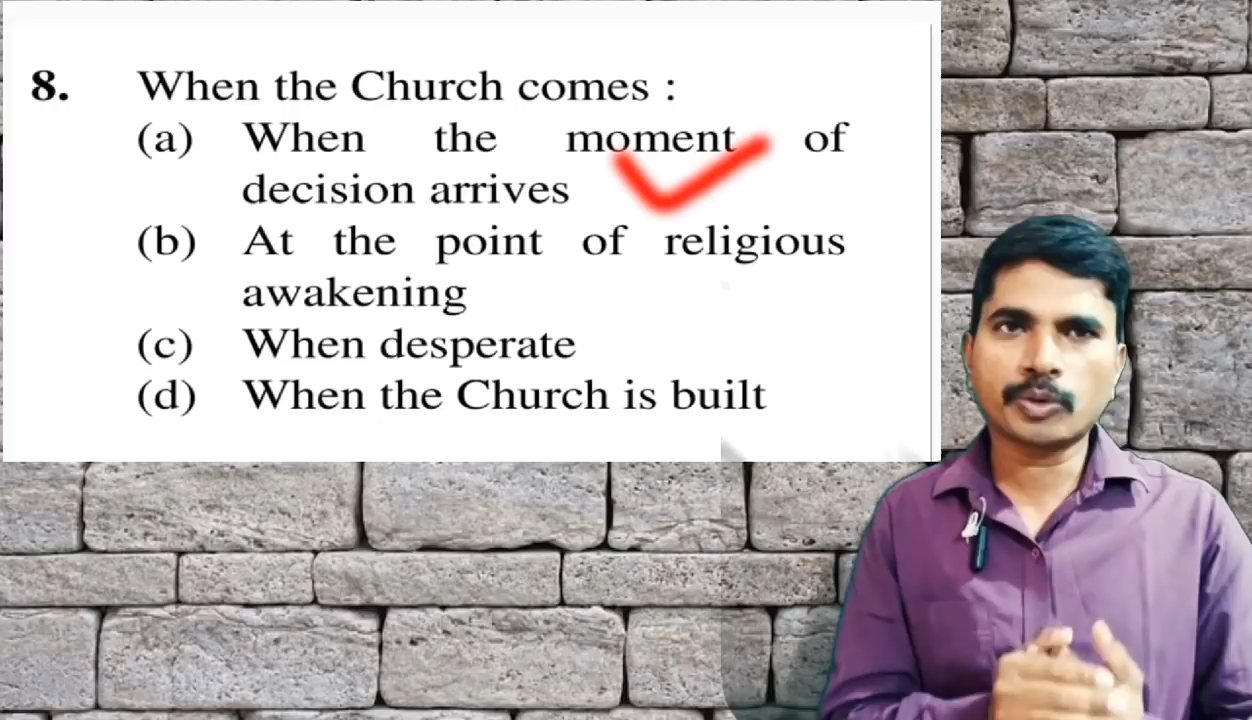 8. When the Church comes :
(a) When the moment of
decision arrives
(b) At the point of religious
awakening
(c) When desperate
(d) When the Church is built